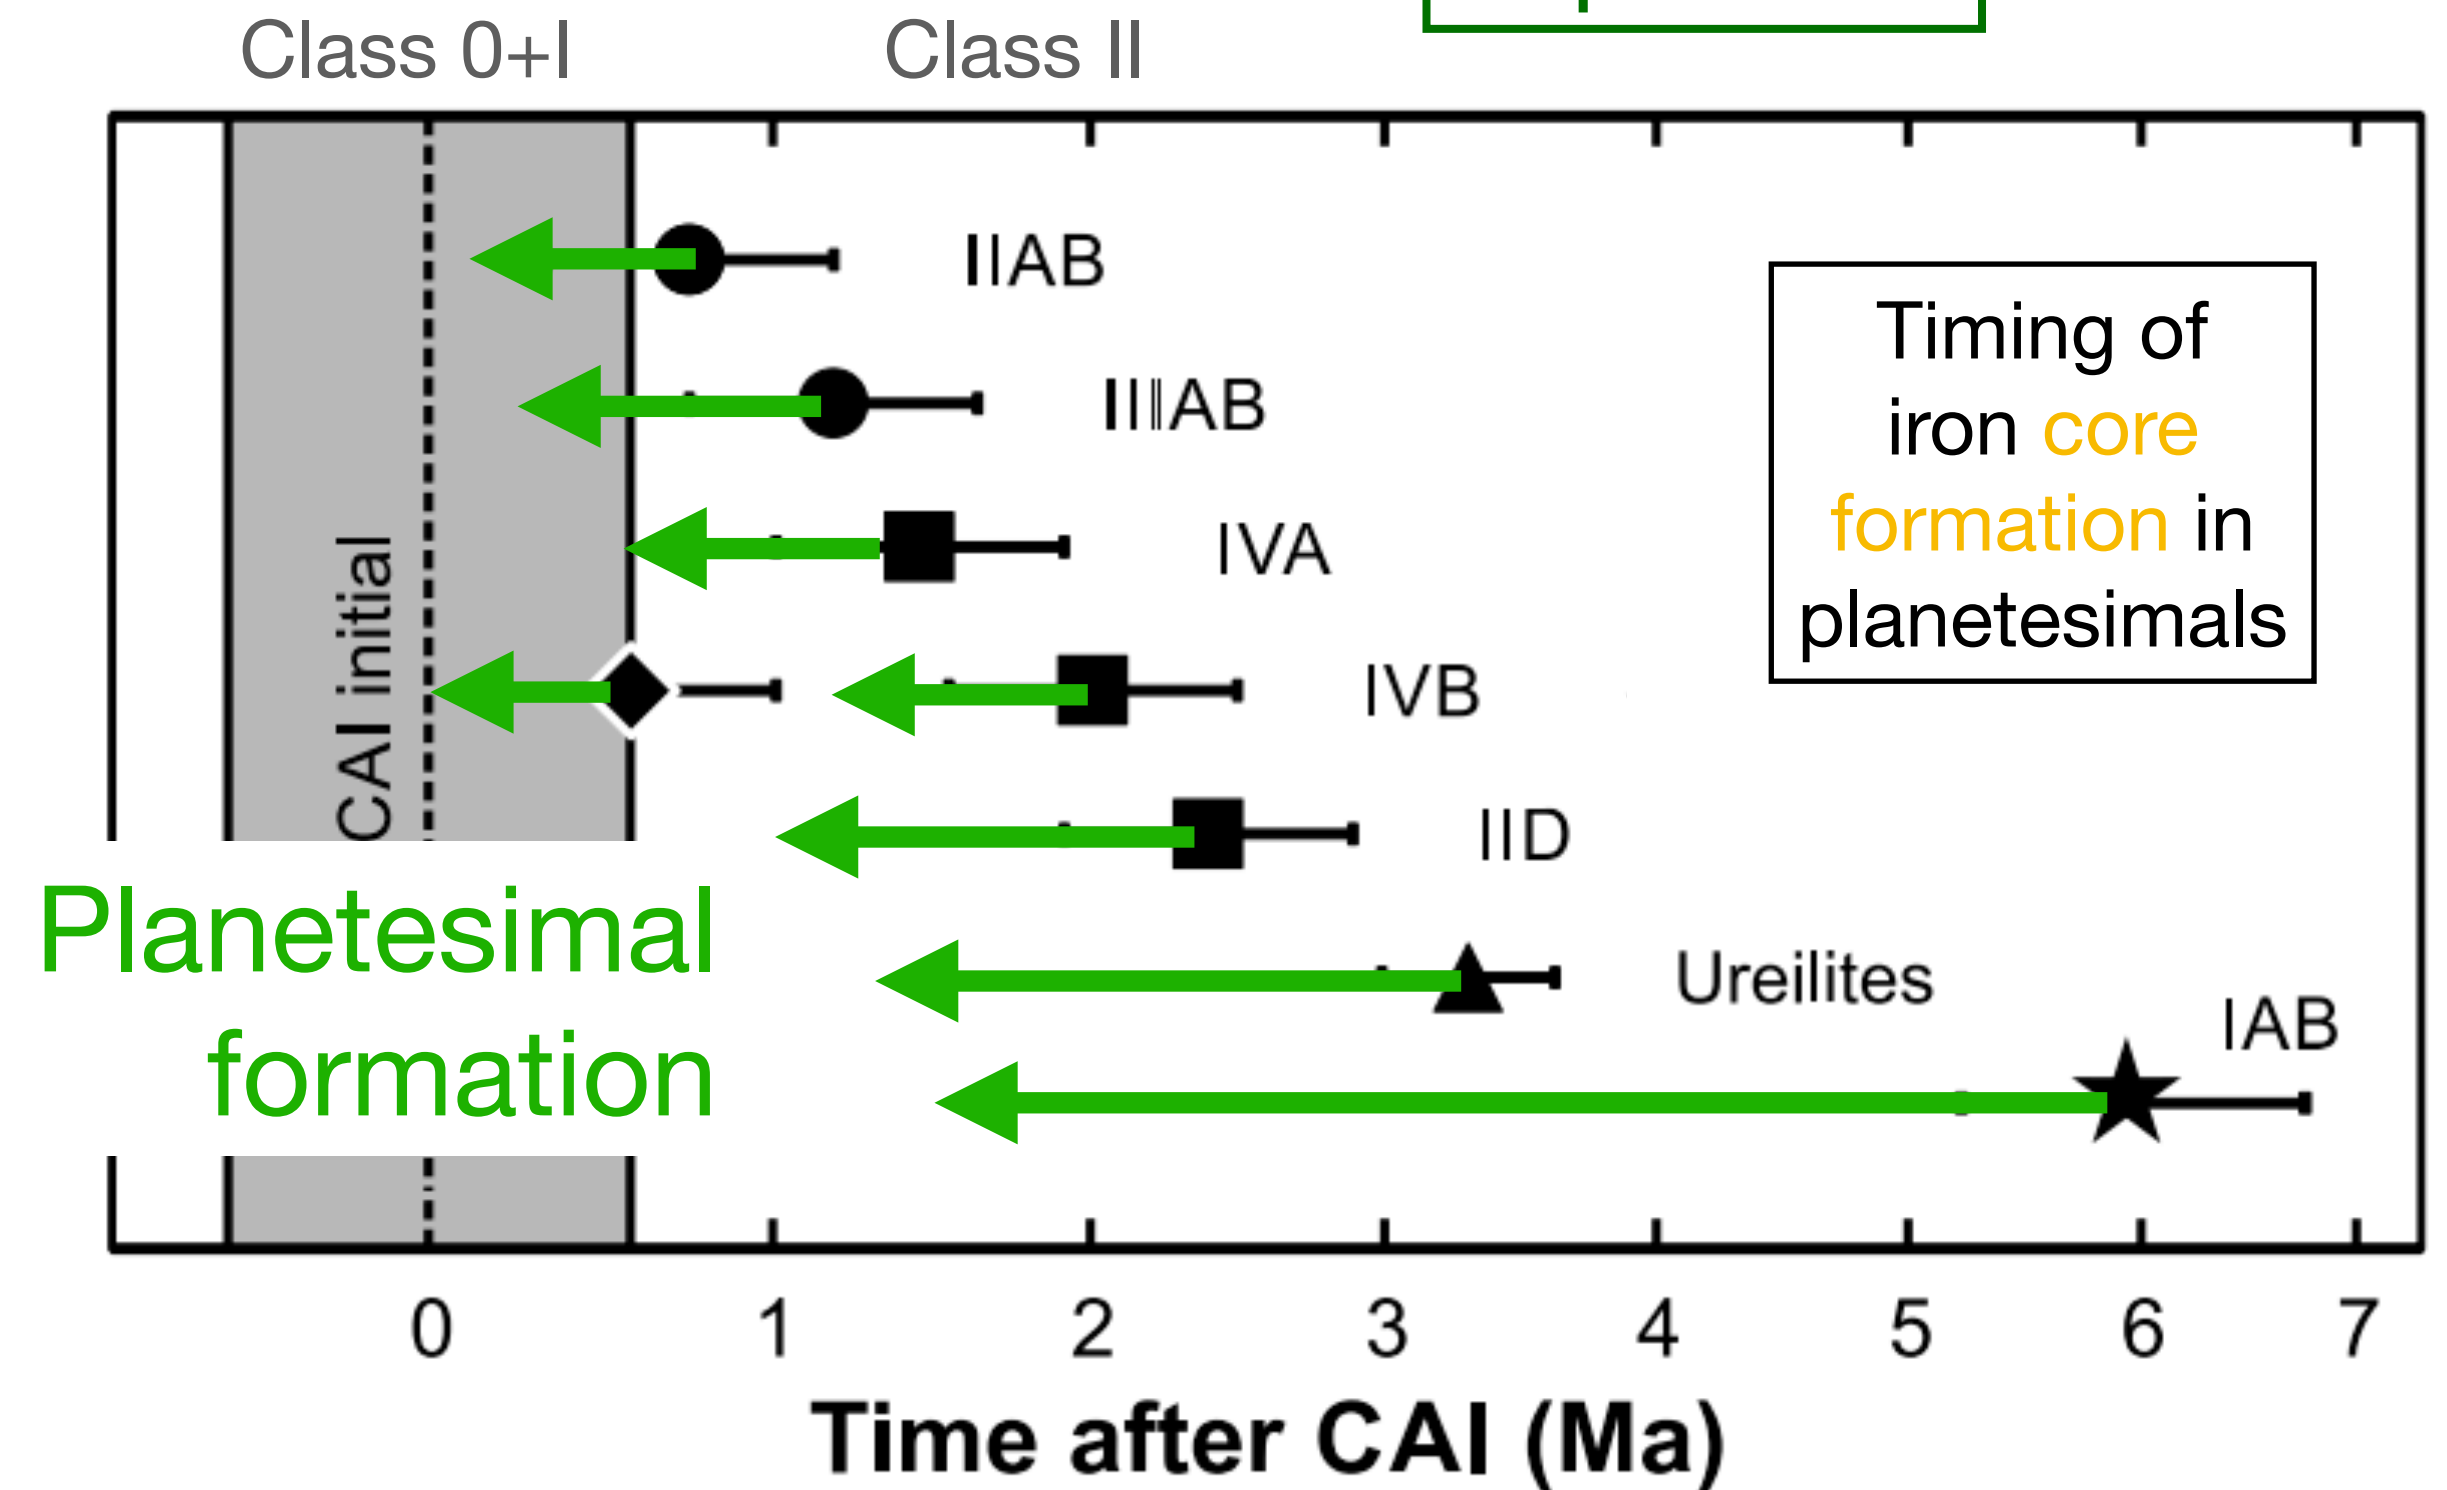 Class 0+I Class II
IIAB
IIIAB
Timing of
iron core
formation in
planetesimals
IVA
CAI initial
IVB
IID
Planetesimal
formation
Ureilites
IAB
0 1 2 3 4 5 6 7
Time after CAI (Ma)